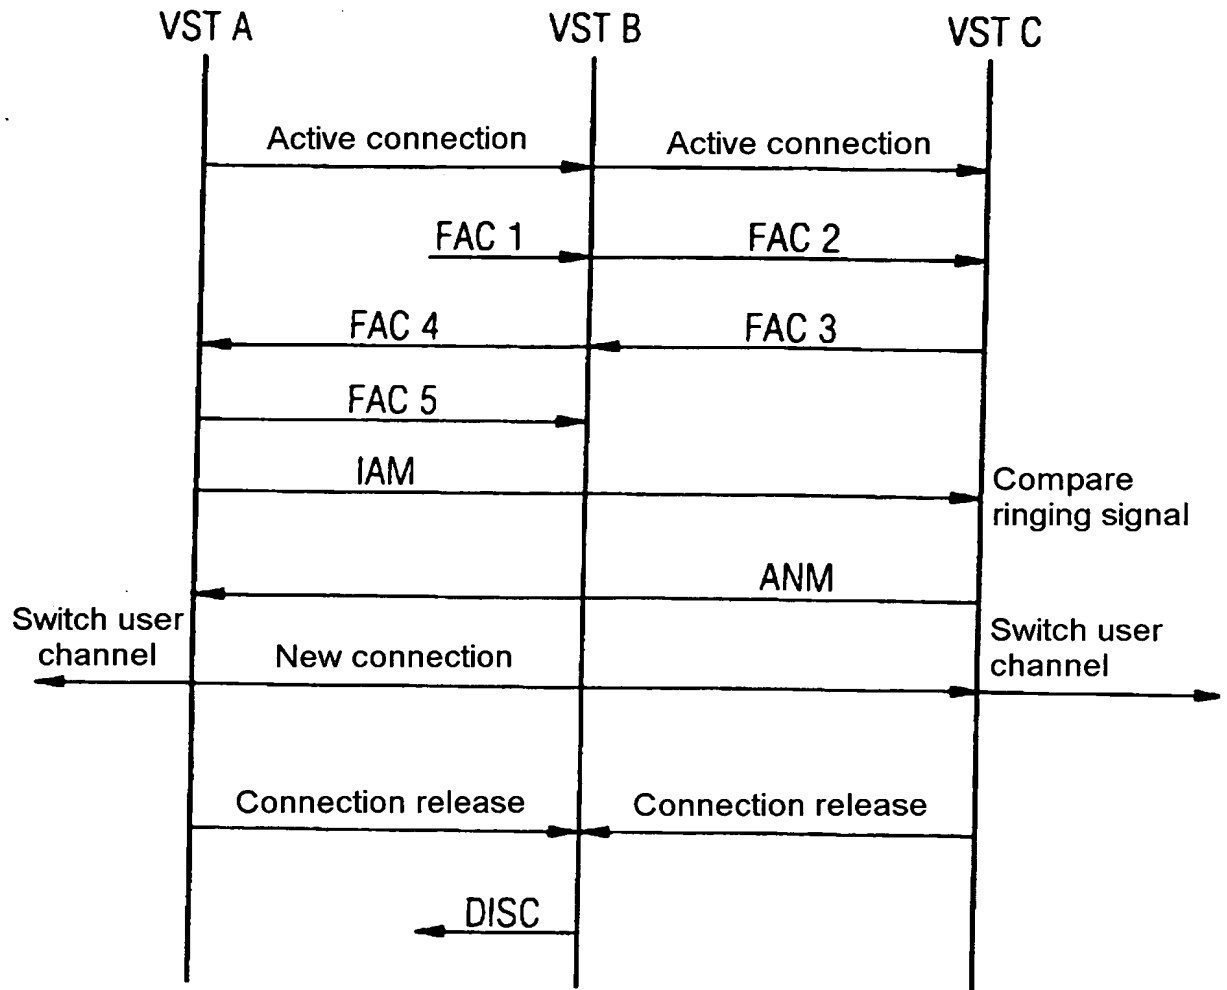 VST A
VST B
VST C
Active connection
Active connection
FAC 1
FAC 2
FAC 4
FAC 3
FAC 5
IAM
Compare
ringing signal
ANM
Switch user
channel
New connection
Switch user
channel
Connection release
Connection release
DISC